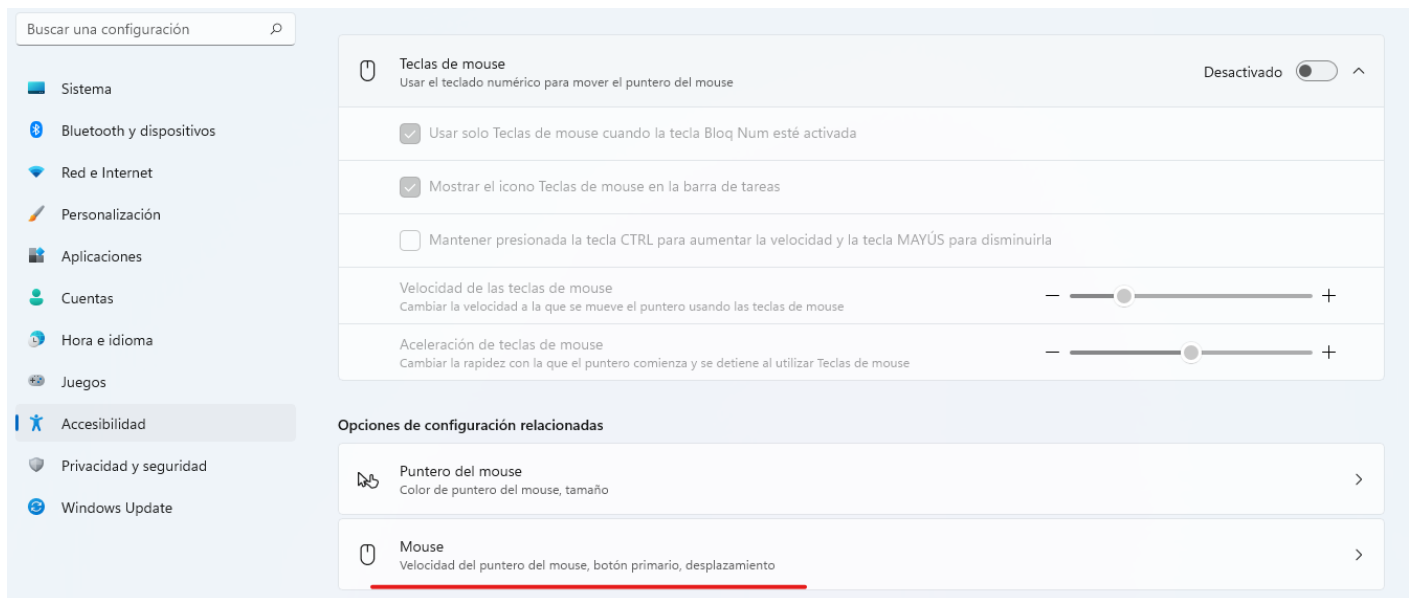 Buscar una configuración
Sistema
Bluetooth y dispositivos
Red e Internet
Personalización
Aplicaciones
Cuentas
Hora e idioma
Juegos
Accesibilidad
Privacidad y seguridad
Windows Update
Teclas de mouse
Usar el teclado numérico para mover el puntero del mouse
Desactivado
Usar solo Teclas de mouse cuando la tecla Bloq Num esté activada
Mostrar el icono Teclas de mouse en la barra de tareas
Mantener presionada la tecla CTRL para aumentar la velocidad y la tecla MAYÚS para disminuirla
Velocidad de las teclas de mouse
Cambiar la velocidad a la que se mueve el puntero usando las teclas de mouse
Aceleración de teclas de mouse
Cambiar la rapidez con la que el puntero comienza y se detiene al utilizar Teclas de mouse
Opciones de configuración relacionadas
Puntero del mouse
Color de puntero del mouse, tamaño
Mouse
Velocidad del puntero del mouse, botón primario, desplazamiento